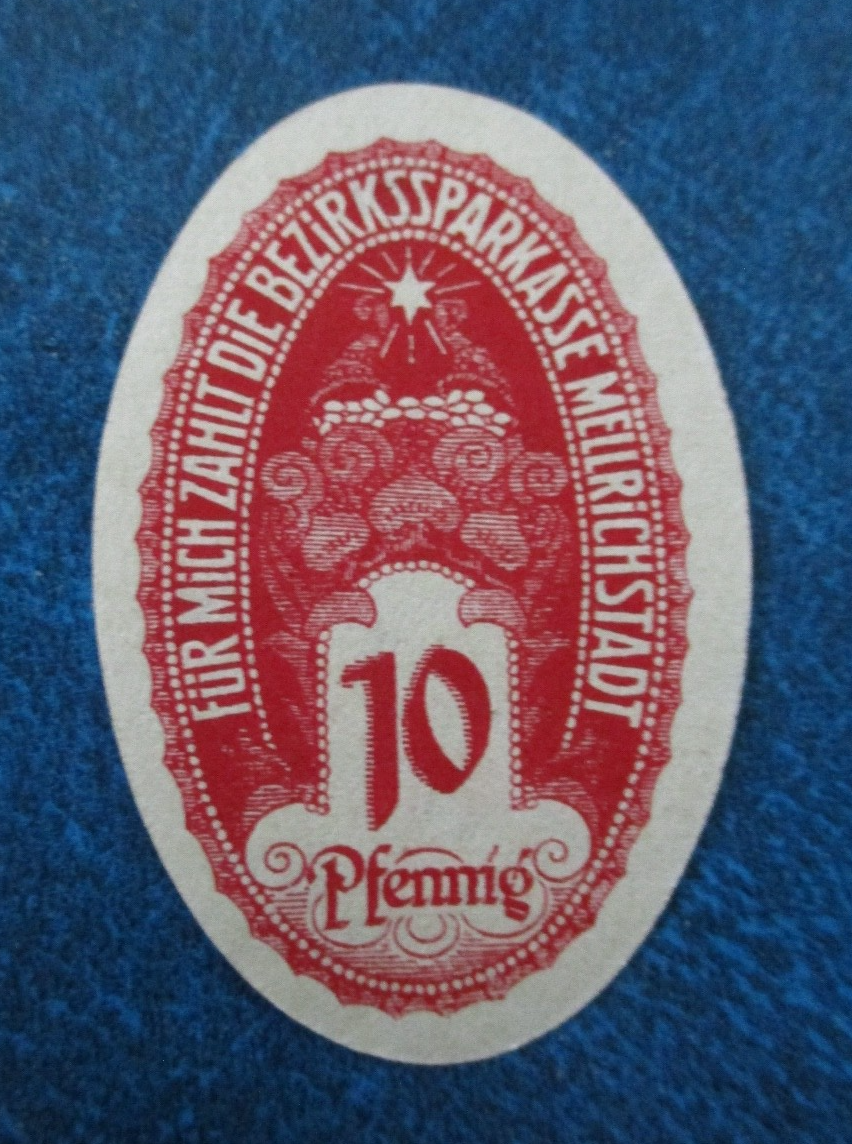 FÜR MiCH ZAHLT DIE BEZiRKSSPARKASSE MELLRiCHSTADT
10
Pfennig